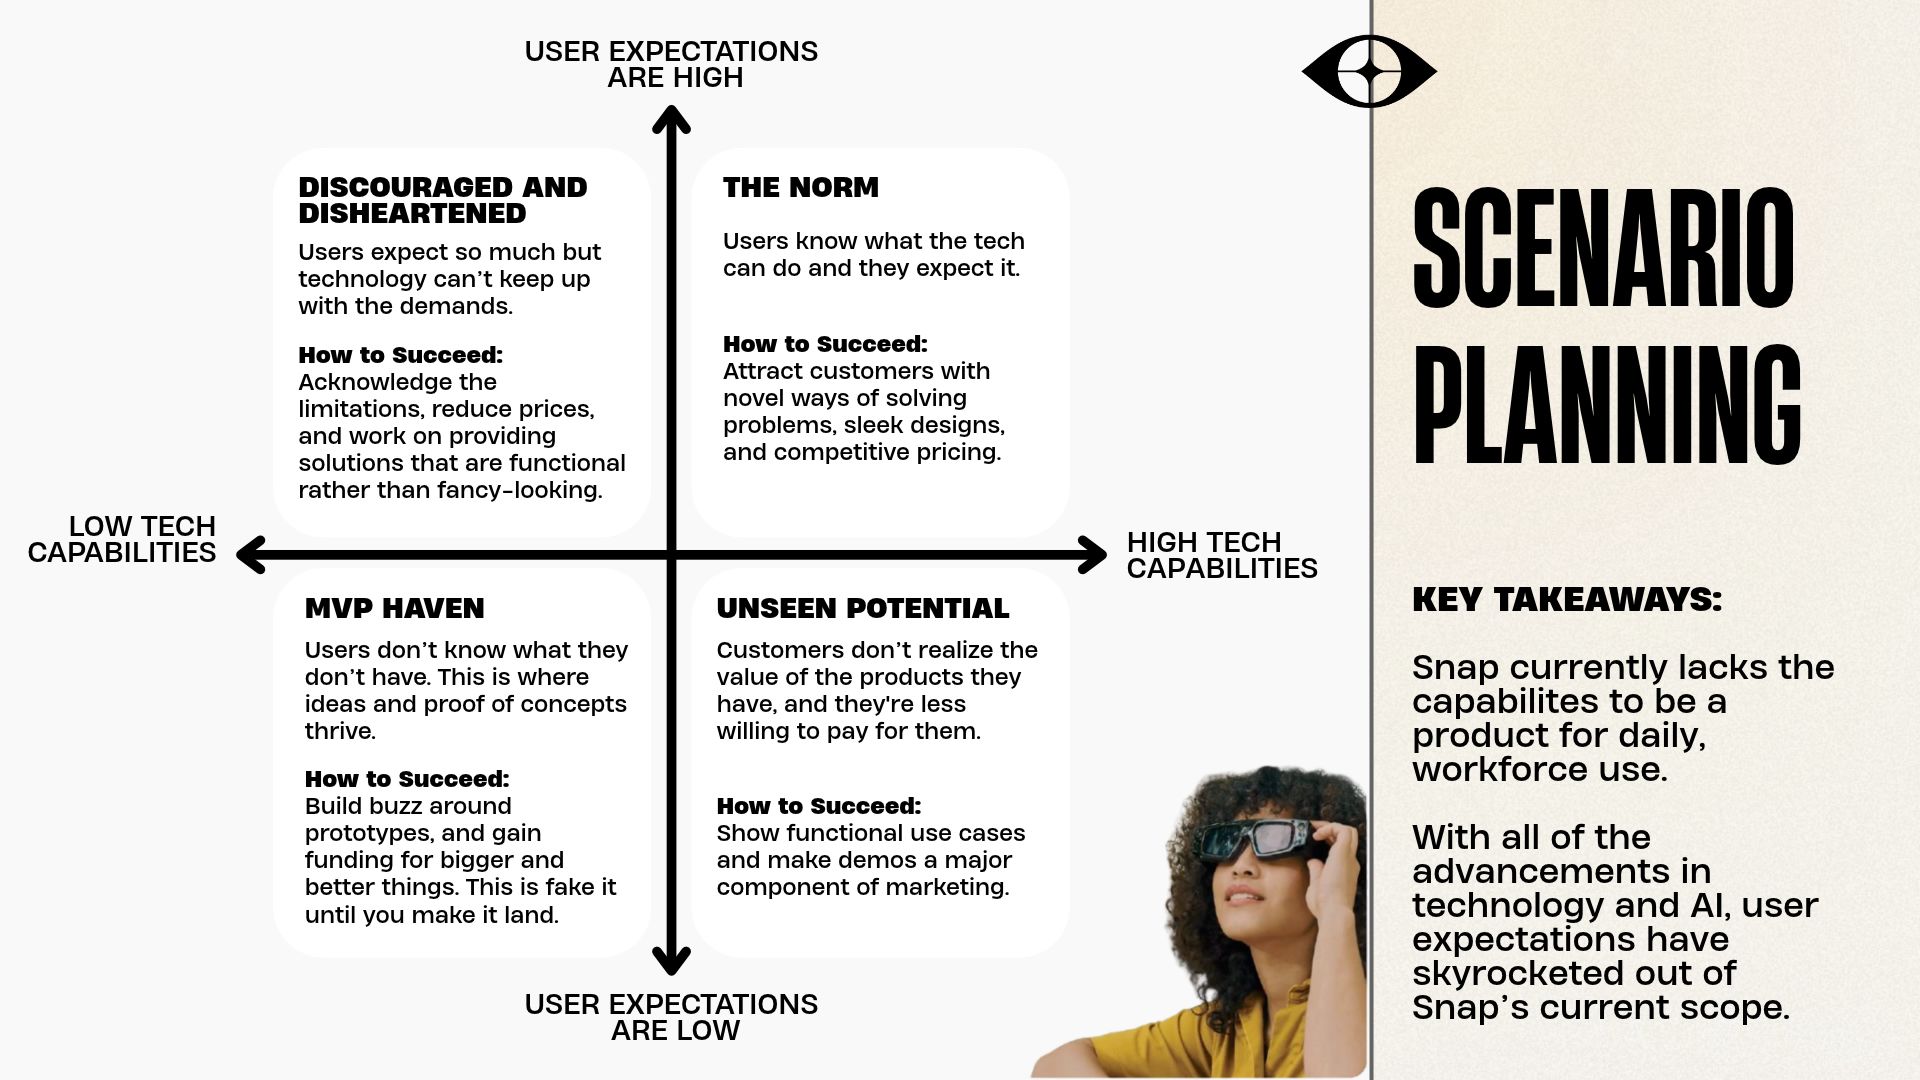 USER EXPECTATIONS
ARE HIGH
DISCOURAGED AND
DISHEARTENED
Users expect so much but
technology can’t keep up
with the demands.
How to Succeed:
Acknowledge the
limitations, reduce prices,
and work on providing
solutions that are functional
rather than fancy-looking.
THE NORM
Users know what the tech
can do and they expect it.
How to Succeed:
Attract customers with
novel ways of solving
problems, sleek designs,
and competitive pricing.
LOW TECH
CAPABILITIES
HIGH TECH
CAPABILITIES
MVP HAVEN
Users don’t know what they
don’t have. This is where
ideas and proof of concepts
thrive.
How to Succeed:
Build buzz around
prototypes, and gain
funding for bigger and
better things. This is fake it
until you make it land.
UNSEEN POTENTIAL
Customers don’t realize the
value of the products they
have, and they're less
willing to pay for them.
How to Succeed:
Show functional use cases
and make demos a major
component of marketing.
USER EXPECTATIONS
ARE LOW
SCENARIO
PLANNING
KEY TAKEAWAYS:
Snap currently lacks the
capabilites to be a
product for daily,
workforce use.
With all of the
advancements in
technology and AI, user
expectations have
skyrocketed out of
Snap’s current scope.